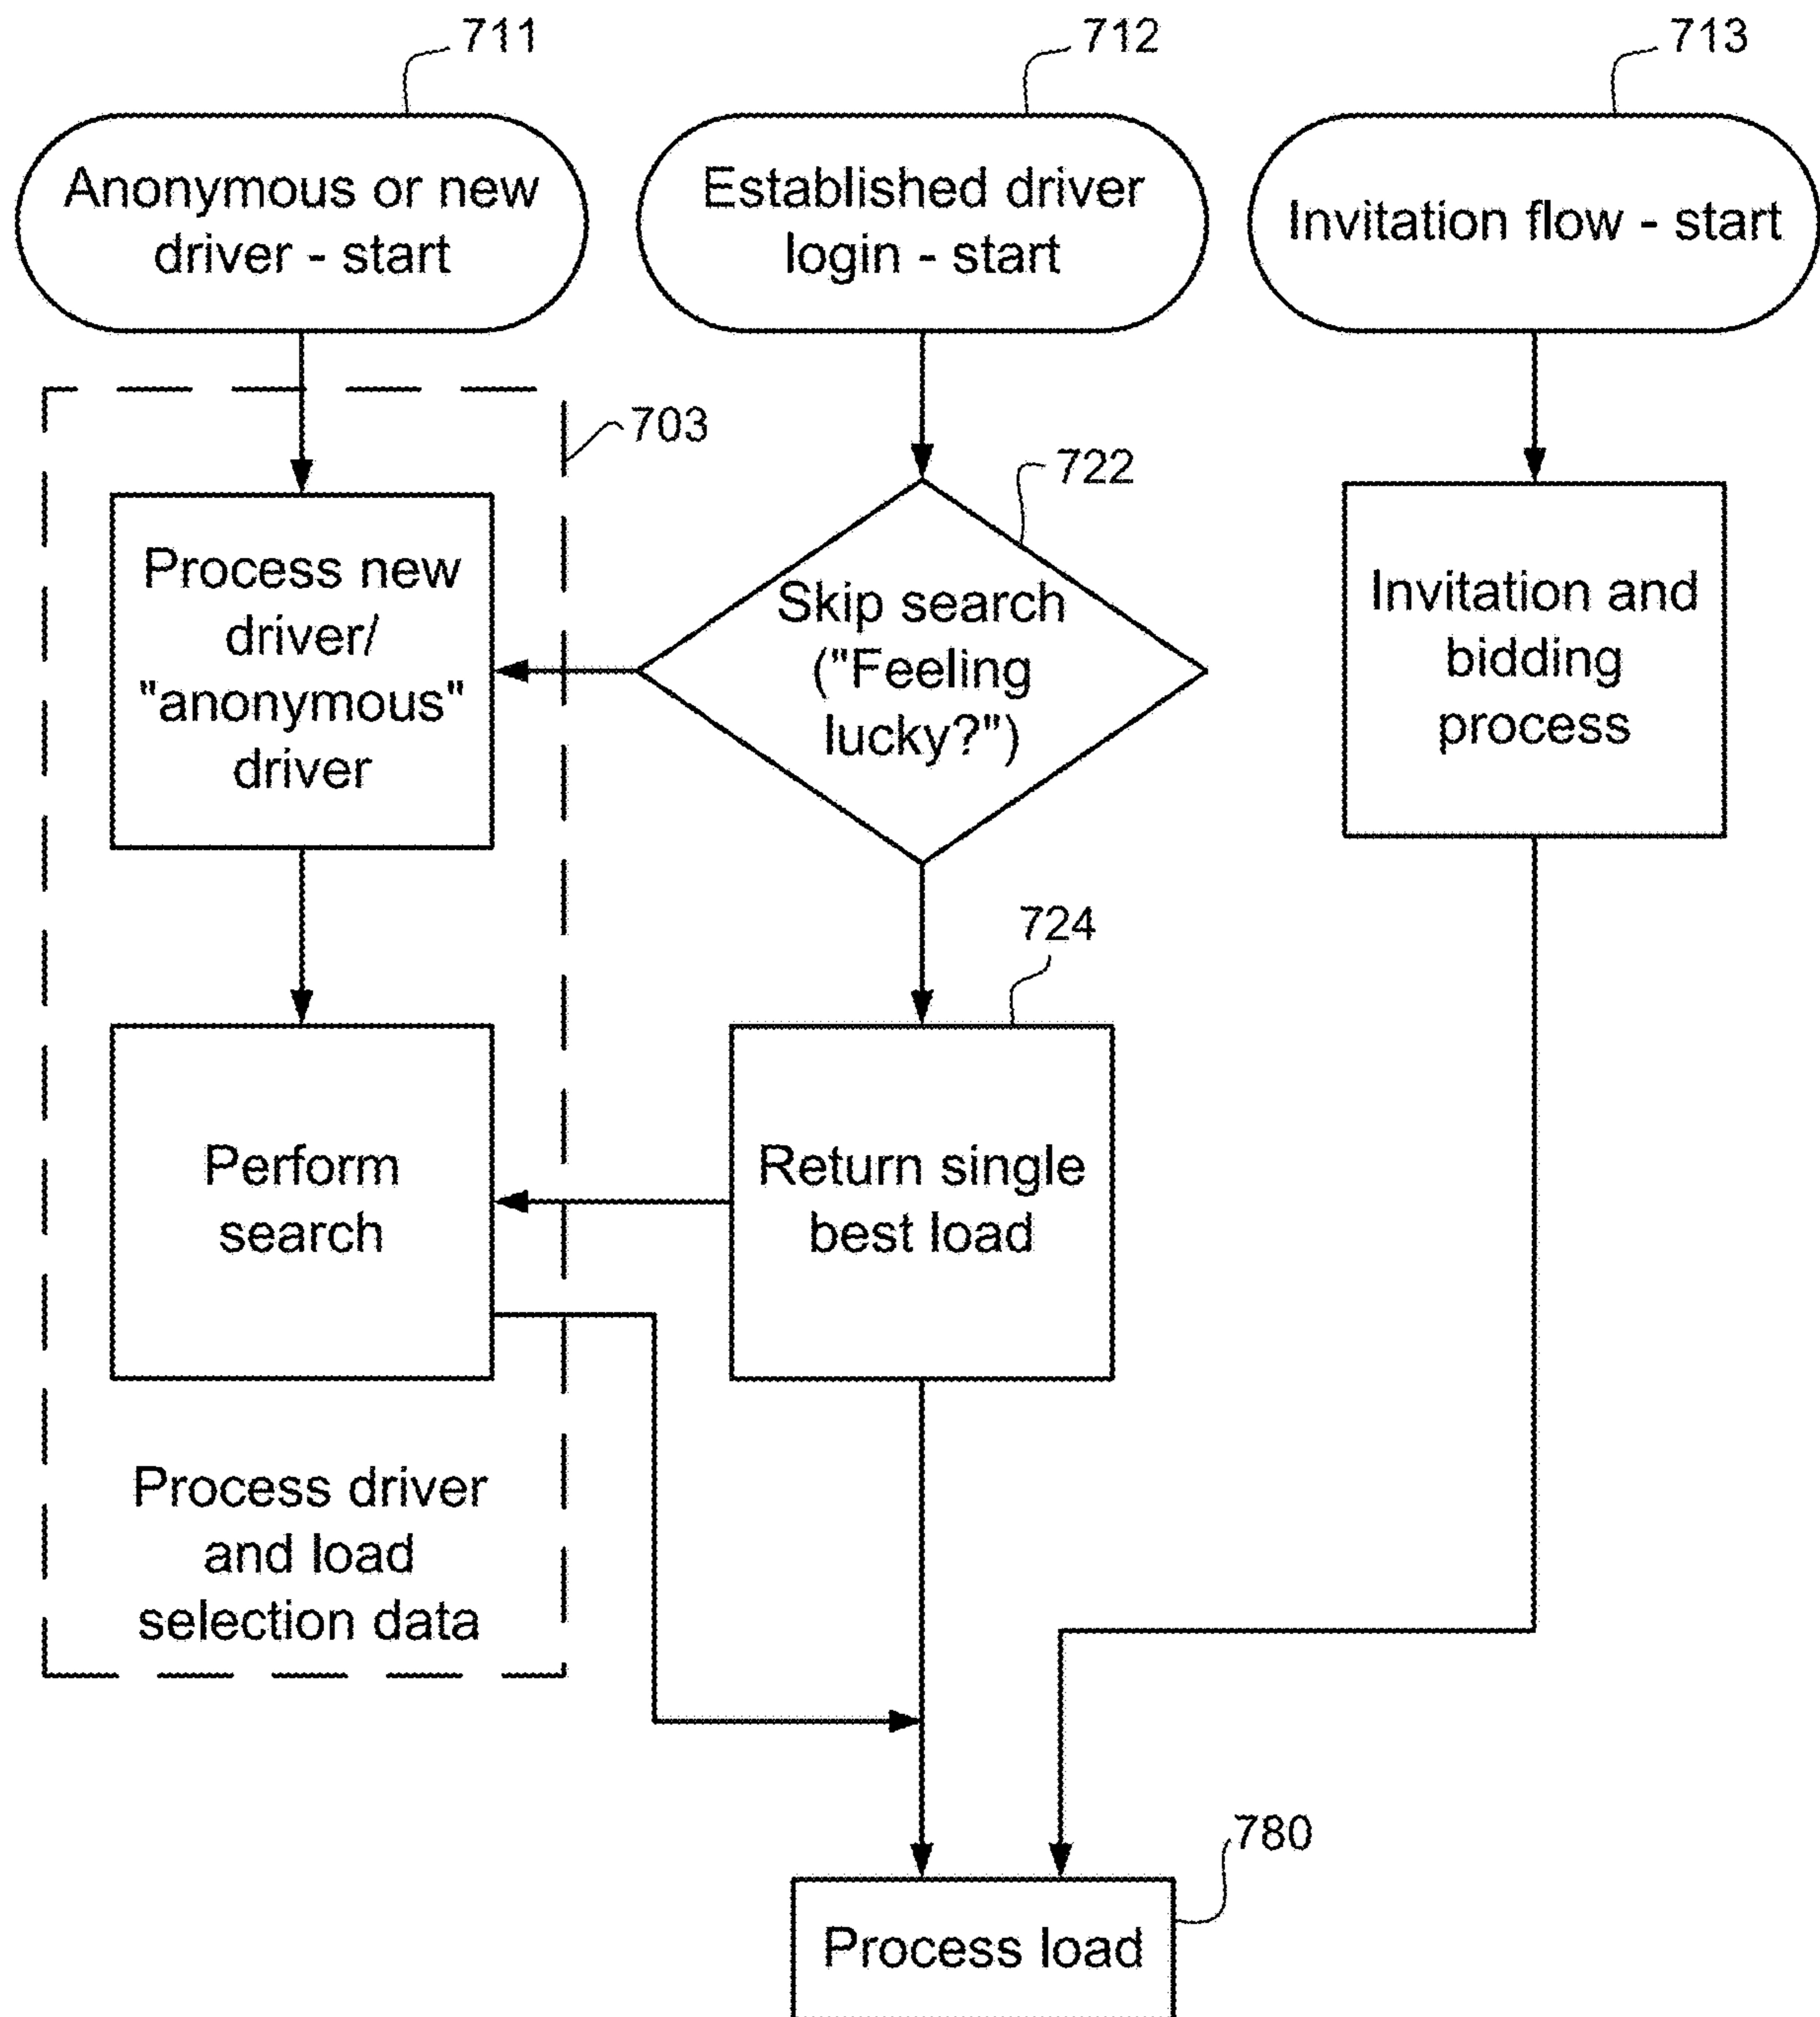 711
712
713
Anonymous or new
driver - start
Established driver
login - start
Invitation flow - start
703
722
Process new
driver/
"anonymous"
driver
Skip search
("Feeling
lucky?")
Invitation and
bidding
process
724
Perform
search
Return single
best load
Process driver
and load
selection data
780
Process load